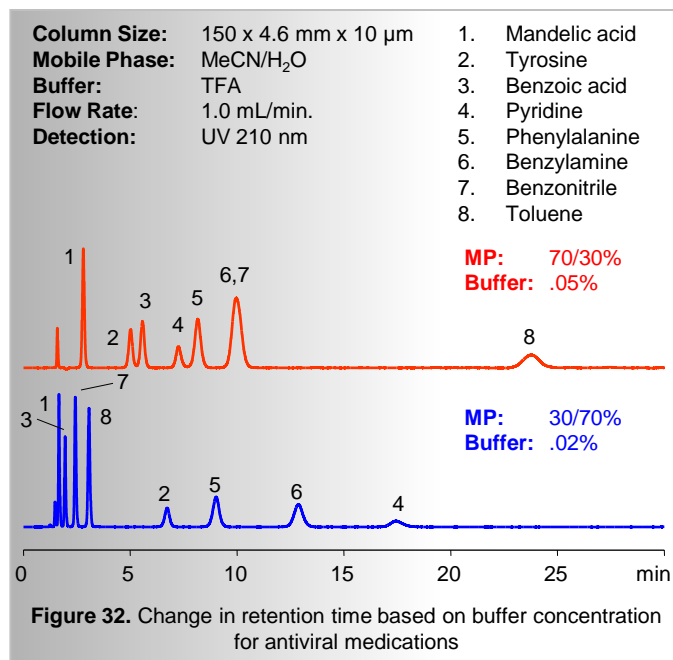 Column Size: 150 x 4.6 mm x 10 µm
Mobile Phase: MeCN/H₂O
Buffer: TFA
Flow Rate: 1.0 mL/min.
Detection: UV 210 nm
1. Mandelic acid
2. Tyrosine
3. Benzoic acid
4. Pyridine
5. Phenylalanine
6. Benzylamine
7. Benzonitrile
8. Toluene
MP: 70/30%
Buffer: .05%
1
2
3
4
5
6,7
8
MP: 30/70%
Buffer: .02%
3
1
7
8
2
5
6
4
0 5 10 15 20 25 min
Figure 32. Change in retention time based on buffer concentration
for antiviral medications